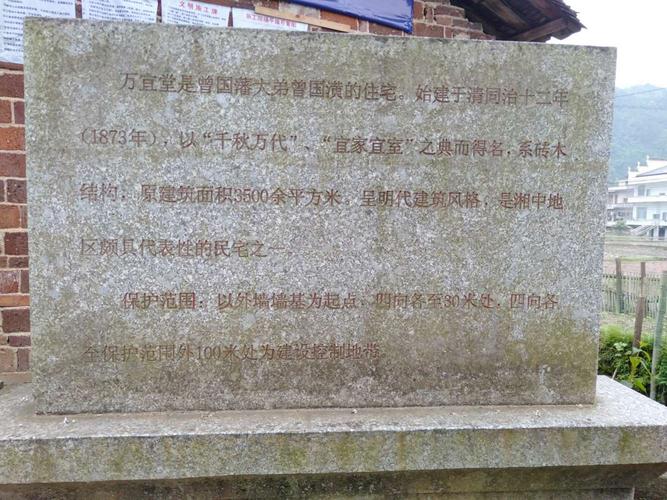 文明施工牌
万宜堂是曾国藩大弟曾国潢的住宅。始建于清同治十二年
（1873年），以“千秋万代”、“宜家宜室”之典而得名，系砖木
结构，原建筑面积3500余平方米。呈明代建筑风格，是湘中地
区颇具代表性的民宅之一
保护范围：以外墙墙基为起点，四向各至30米处，四向各
至保护范围外100米处为建设控制地带